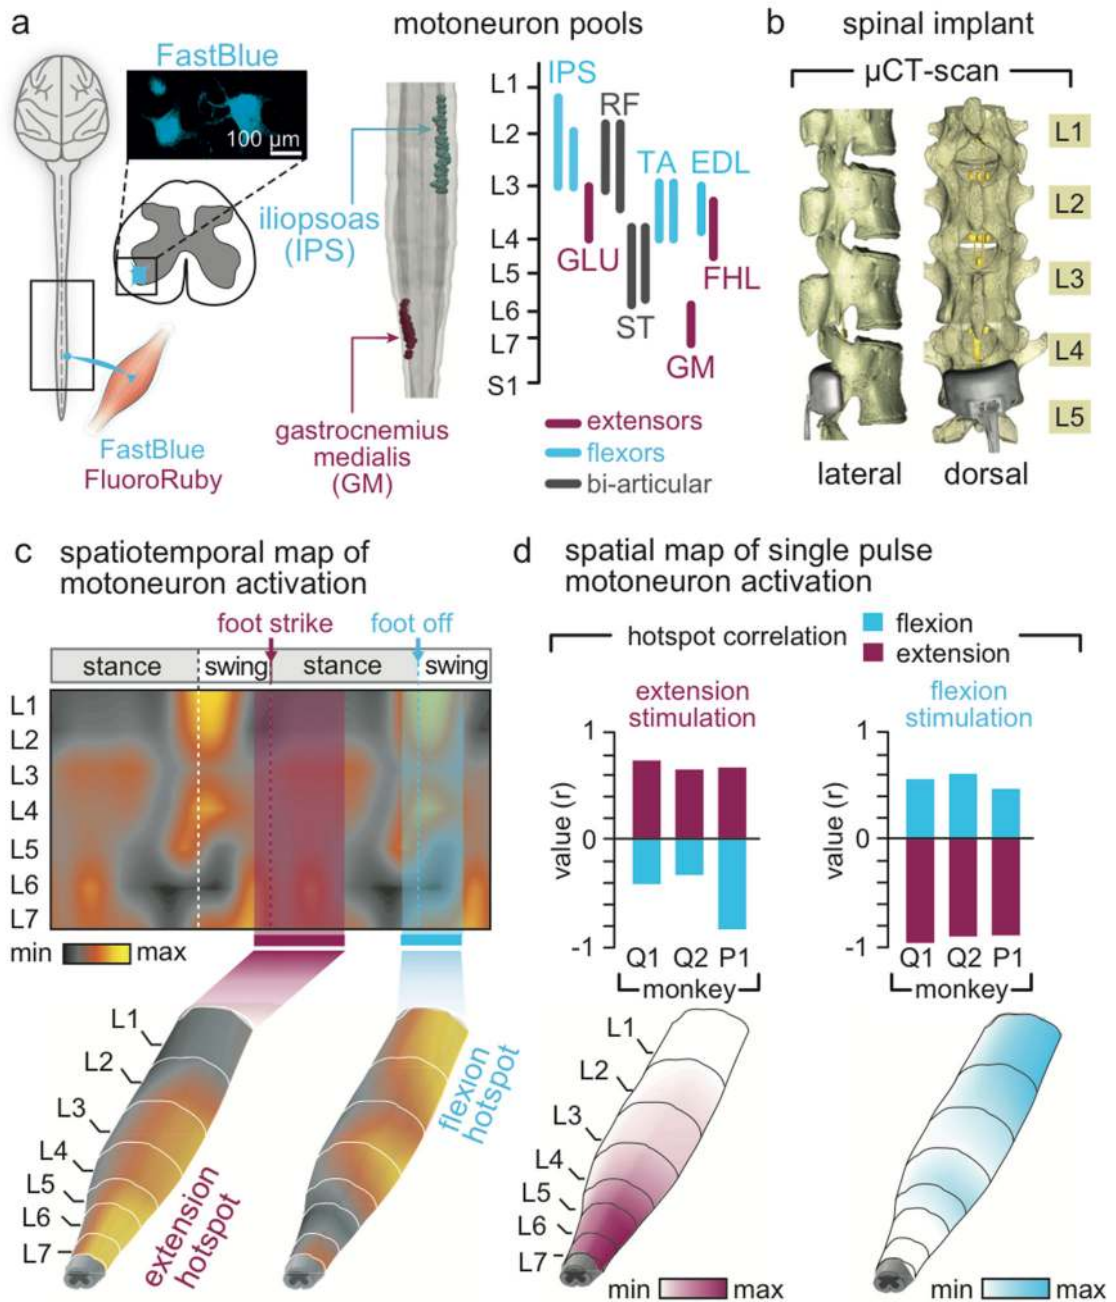 a
motoneuron pools
FastBlue
100 µm
iliopsoas
(IPS)
gastrocnemius
medialis
(GM)
FastBlue
FluoroRuby
L1
L2
L3
L4
L5
L6
L7
S1
IPS
RF
TA
EDL
GLU
FHL
ST
GM
extensors
flexors
bi-articular
b
spinal implant
µCT-scan
L1
L2
L3
L4
L5
lateral
dorsal
c
spatiotemporal map of
motoneuron activation
foot strike
foot off
stance
swing
stance
swing
L1
L2
L3
L4
L5
L6
L7
min
max
L1
L2
L3
L4
L5
L6
L7
extension
hotspot
flexion
hotspot
d
spatial map of single pulse
motoneuron activation
hotspot correlation
flexion
extension
extension
stimulation
flexion
stimulation
1
0
-1
value (r)
Q1 Q2 P1
monkey
1
0
-1
value (r)
Q1 Q2 P1
monkey
L1
L2
L3
L4
L5
L6
L7
min
max
min
max